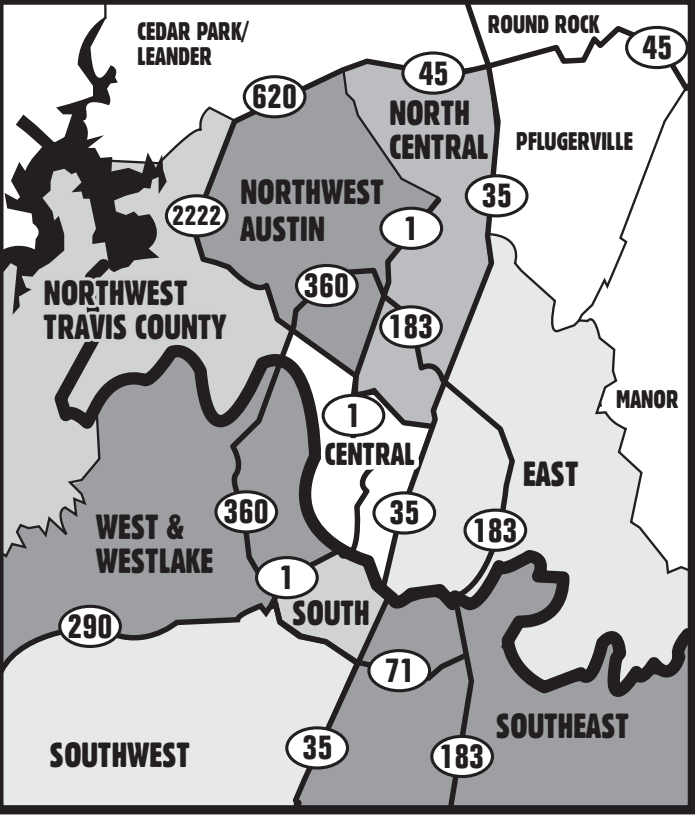 ROUND ROCK
CEDAR PARK/
LEANDER
45
45
620
NORTH
CENTRAL
PFLUGERVILLE
NORTHWEST
AUSTIN
35
2222
1
360
NORTHWEST
TRAVIS COUNTY
183
MANOR
1
CENTRAL
EAST
360
35
WEST &
WESTLAKE
183
1
SOUTH
290
71
SOUTHEAST
SOUTHWEST
35
183